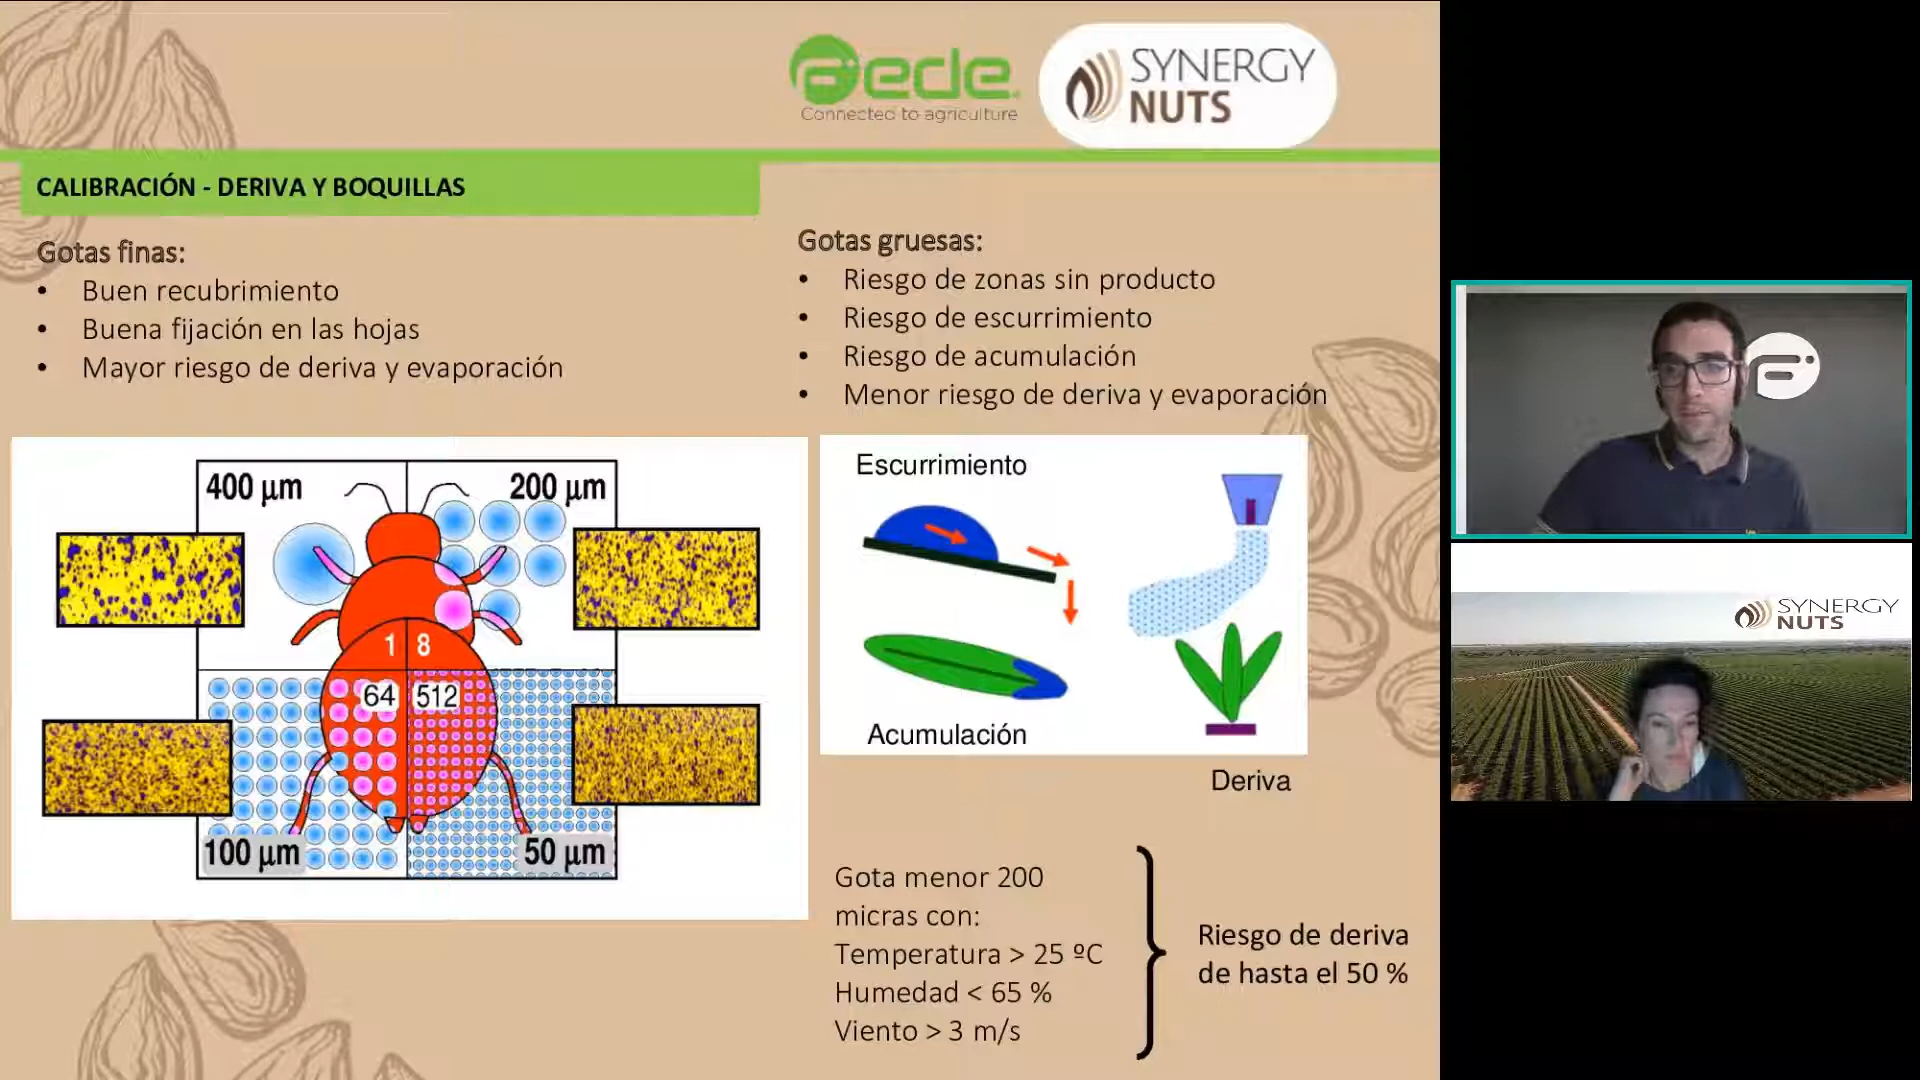 Fede
Connected to agriculture
SYNERGY
NUTS
CALIBRACIÓN - DERIVA Y BOQUILLAS
Gotas finas:
• Buen recubrimiento
• Buena fijación en las hojas
• Mayor riesgo de deriva y evaporación
Gotas gruesas:
• Riesgo de zonas sin producto
• Riesgo de escurrimiento
• Riesgo de acumulación
• Menor riesgo de deriva y evaporación
400 µm
200 µm
1
8
64
512
100 µm
50 µm
Escurrimiento
Acumulación
Deriva
Gota menor 200
micras con:
Temperatura > 25 ºC
Humedad < 65 %
Viento > 3 m/s
Riesgo de deriva
de hasta el 50 %
SYNERGY
NUTS